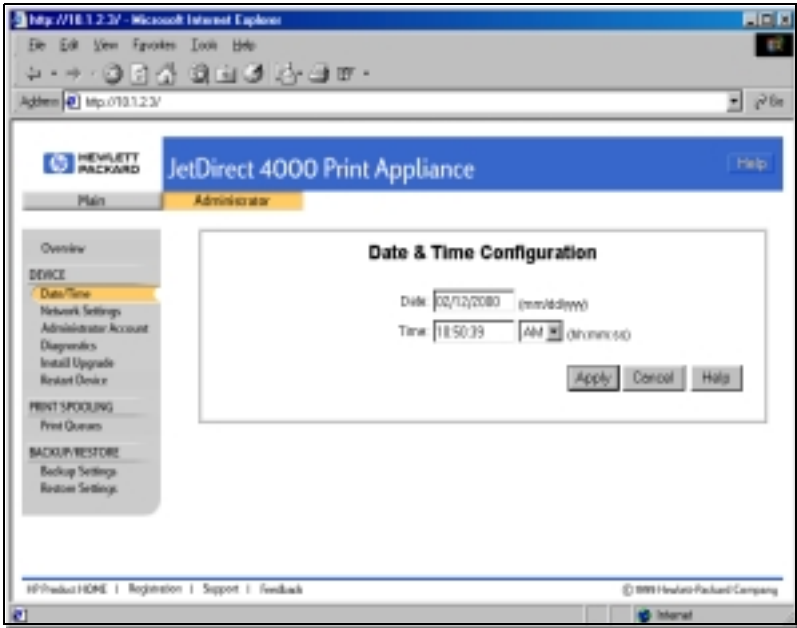 http://10.1.2.3/ - Microsoft Internet Explorer
File Edit View Favorites Tools Help
Address http://10.1.2.3/ Go
HEWLETT PACKARD
JetDirect 4000 Print Appliance
Help
Main Administrator
Overview
DEVICE
Date/Time
Network Settings
Administrator Account
Diagnostics
Install Upgrade
Restart Device
PRINT SPOOLING
Print Queues
BACKUP/RESTORE
Backup Settings
Restore Settings
Date & Time Configuration
Date: 02/12/2000 (mm/dd/yyyy)
Time: 10:50:39 AM (hh:mm:ss)
Apply Cancel Help
HP Product HOME | Registration | Support | Feedback
© 1999 Hewlett-Packard Company
Internet